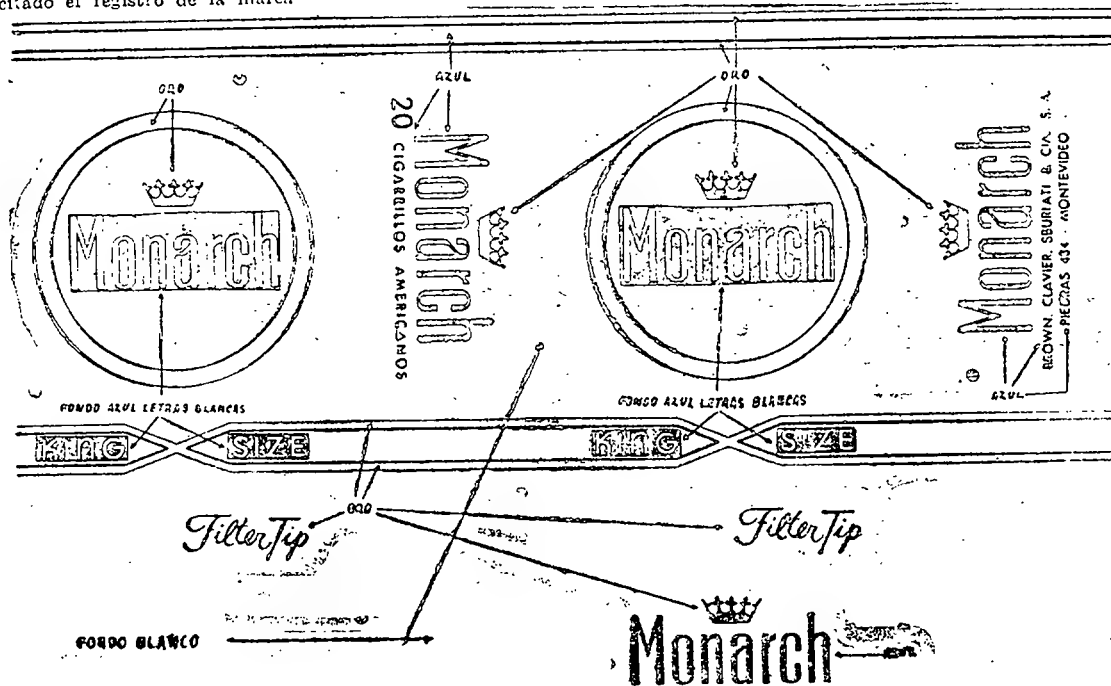 citado el registro de la march
AZUL
ORO
ORO
20 CIGARRILLOS AMERICANOS
Monarch
Monarch
Monarch
Monarch
BROWN, CLAVIER, SBURIATI & CIA. S. A.
PIEDRAS 434 - MONTEVIDEO
AZUL
FONDO AZUL LETRAS BLANCAS
FONDO AZUL LETRAS BLANCAS
KING SIZE
KING SIZE
ORO
Filter Tip
Filter Tip
FONDO BLANCO
Monarch